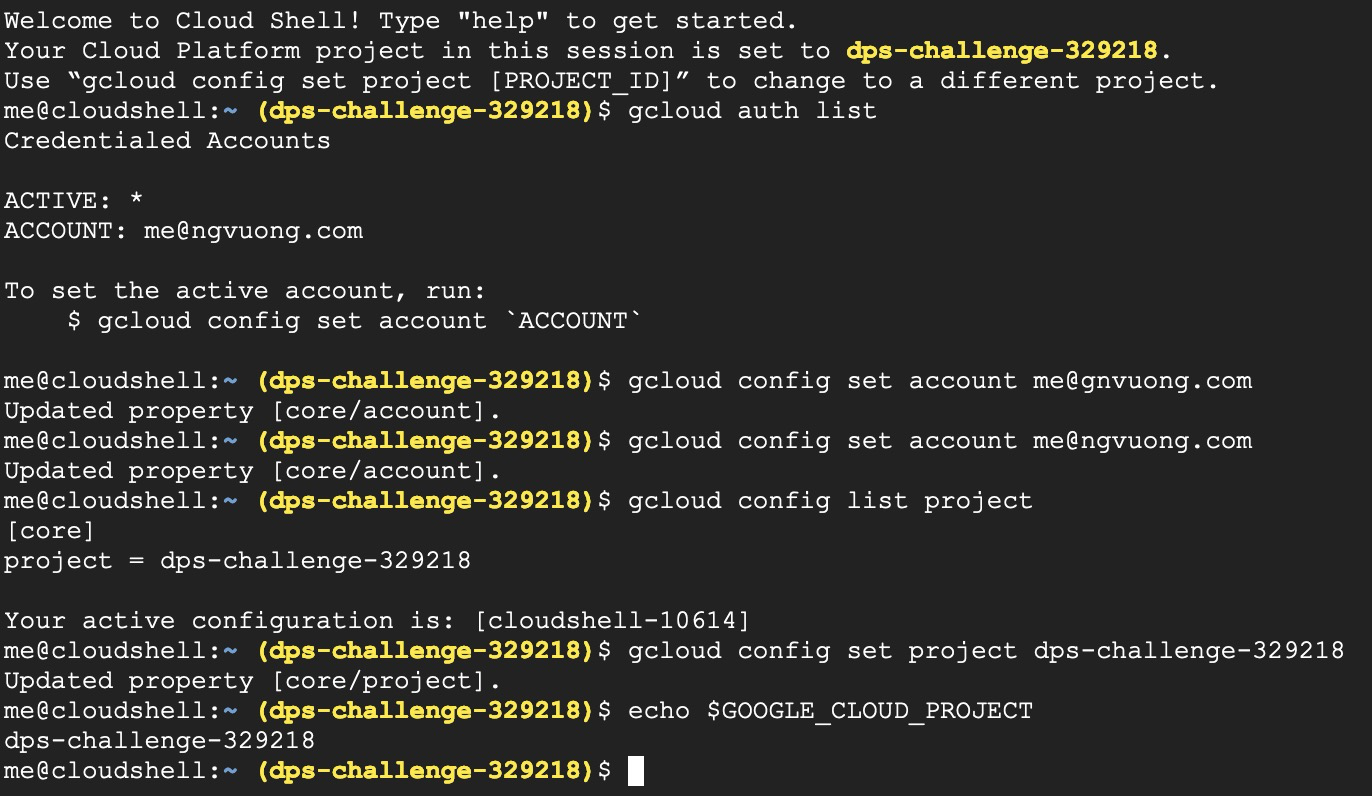 Welcome to Cloud Shell! Type "help" to get started.
Your Cloud Platform project in this session is set to dps-challenge-329218.
Use “gcloud config set project [PROJECT_ID]” to change to a different project.
me@cloudshell:~ (dps-challenge-329218)$ gcloud auth list
Credentialed Accounts
ACTIVE: *
ACCOUNT: me@ngvuong.com
To set the active account, run:
    $ gcloud config set account `ACCOUNT`
me@cloudshell:~ (dps-challenge-329218)$ gcloud config set account me@gnvuong.com
Updated property [core/account].
me@cloudshell:~ (dps-challenge-329218)$ gcloud config set account me@ngvuong.com
Updated property [core/account].
me@cloudshell:~ (dps-challenge-329218)$ gcloud config list project
[core]
project = dps-challenge-329218
Your active configuration is: [cloudshell-10614]
me@cloudshell:~ (dps-challenge-329218)$ gcloud config set project dps-challenge-329218
Updated property [core/project].
me@cloudshell:~ (dps-challenge-329218)$ echo $GOOGLE_CLOUD_PROJECT
dps-challenge-329218
me@cloudshell:~ (dps-challenge-329218)$